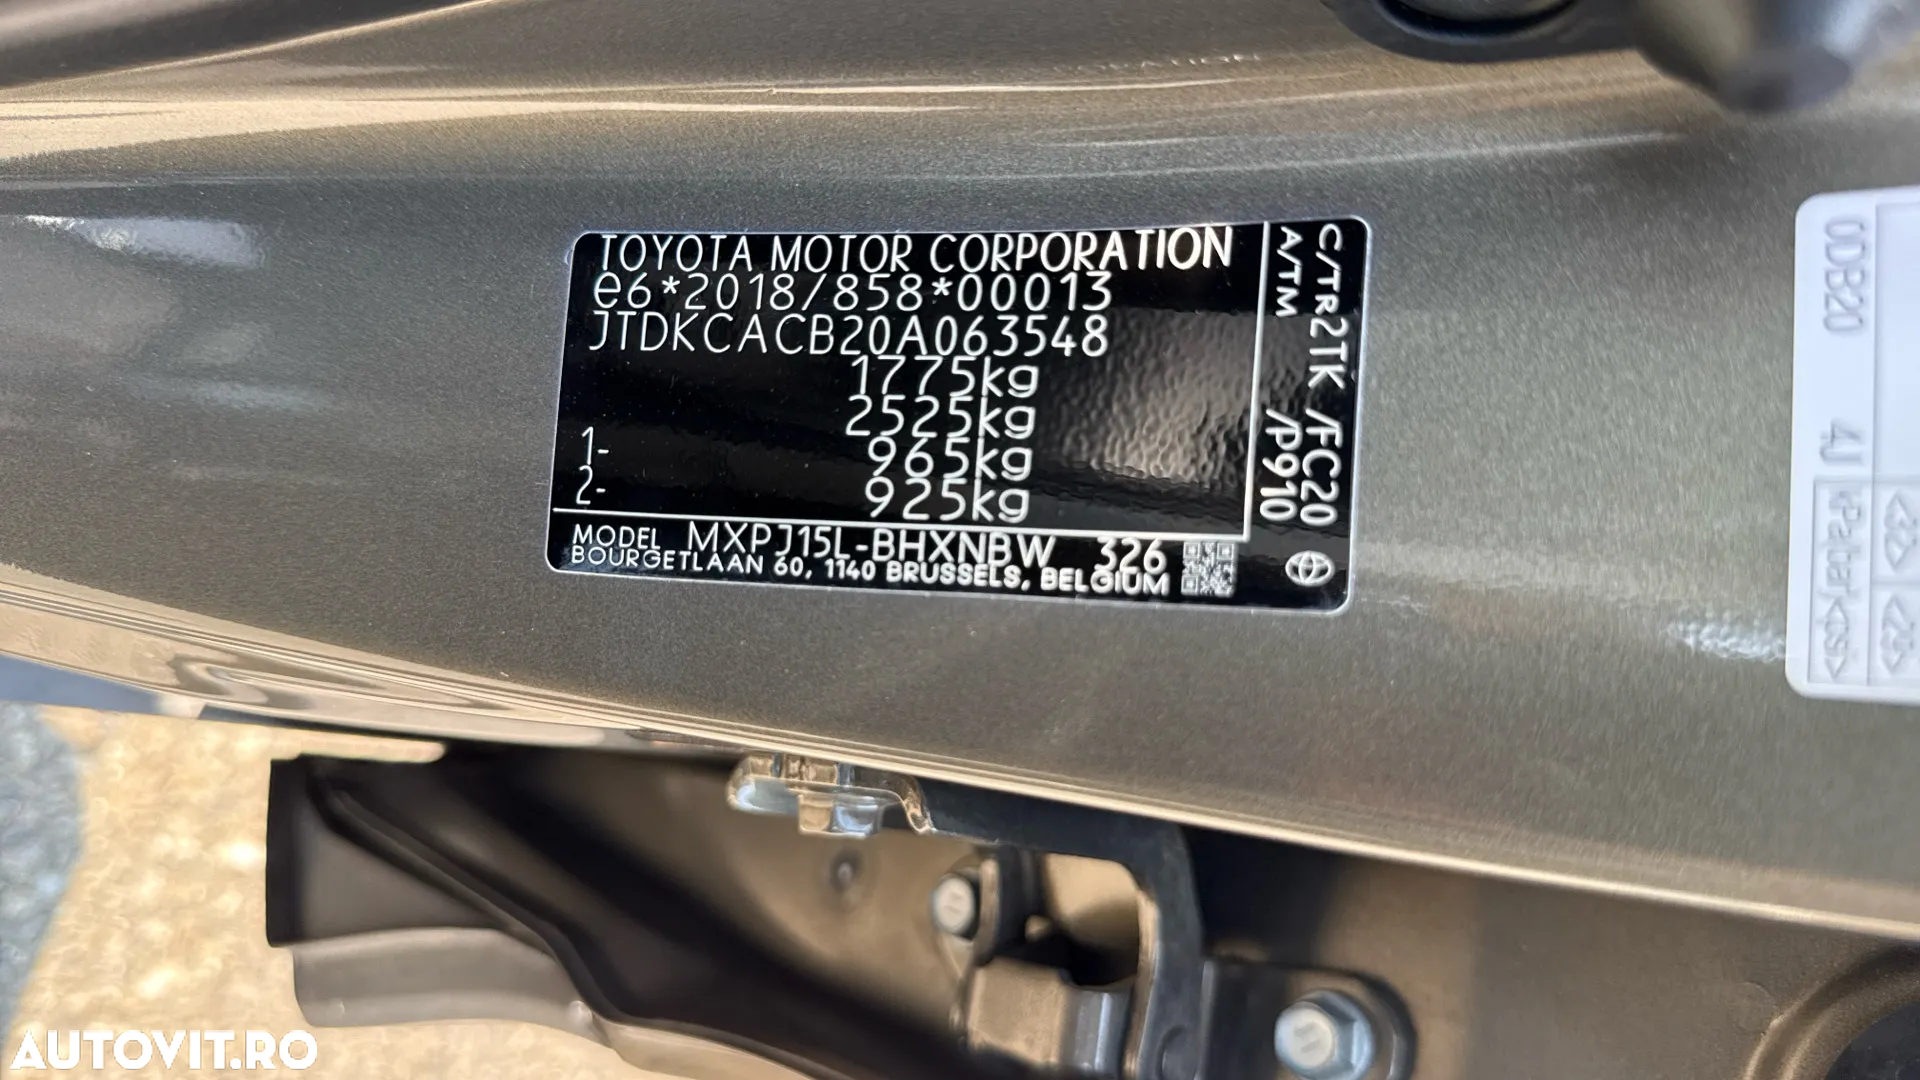 TOYOTA MOTOR CORPORATION
e6*2018/858*00013
JTDKCACB20A063548
1775kg
2525kg
1- 965kg
2- 925kg
MODEL MXPJ15L-BHXNBW 326
BOURGETLAAN 60, 1140 BRUSSELS, BELGIUM
C/TR2TK /FC20
A/TM /P910
0DB20 4J
AUTOVIT.RO